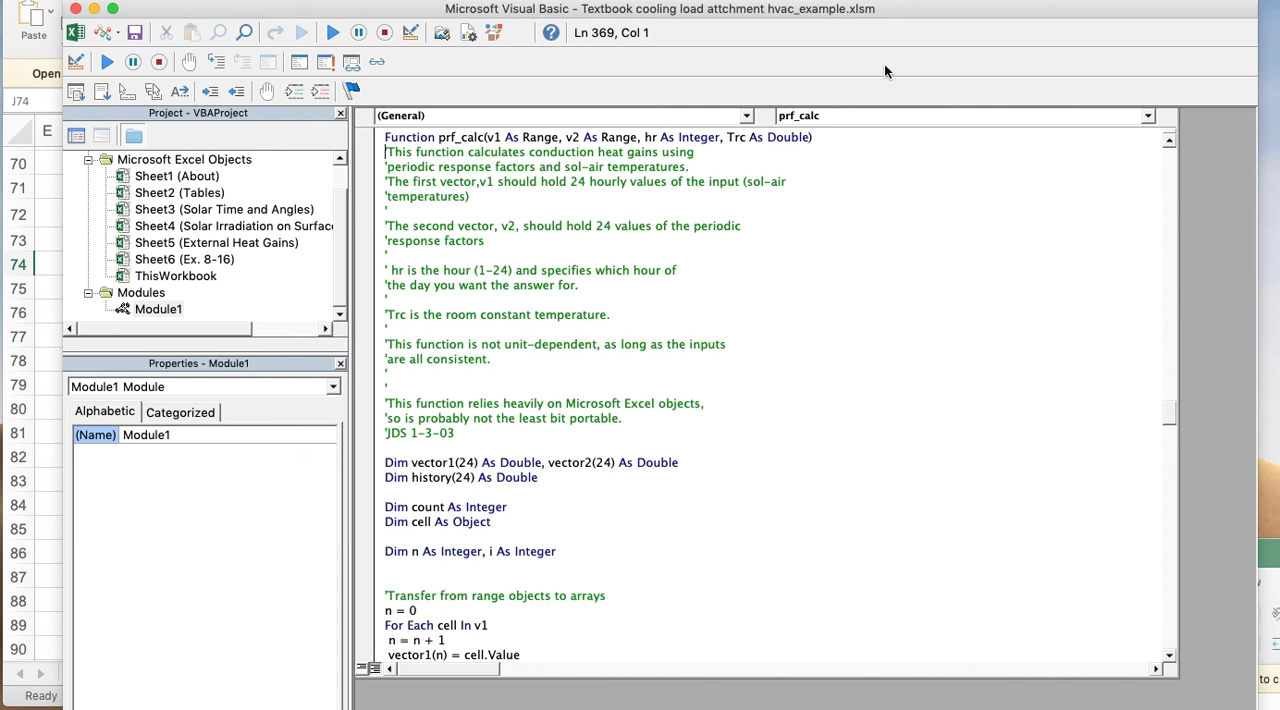 Microsoft Visual Basic - Textbook cooling load attchment hvac_example.xlsm
Paste
Ln 369, Col 1
Open
J74
Project - VBAProject
(General)
prf_calc
E
70
71
72
73
74
75
76
77
78
79
80
81
82
83
84
85
86
87
88
89
90
Microsoft Excel Objects
Sheet1 (About)
Sheet2 (Tables)
Sheet3 (Solar Time and Angles)
Sheet4 (Solar Irradiation on Surfac
Sheet5 (External Heat Gains)
Sheet6 (Ex. 8-16)
ThisWorkbook
Modules
Module1
Properties - Module1
Module1 Module
Alphabetic
Categorized
(Name) Module1
Function prf_calc(v1 As Range, v2 As Range, hr As Integer, Trc As Double)
'This function calculates conduction heat gains using
'periodic response factors and sol-air temperatures.
'The first vector,v1 should hold 24 hourly values of the input (sol-air
'temperatures)
'
'The second vector, v2, should hold 24 values of the periodic
'response factors
'
' hr is the hour (1-24) and specifies which hour of
'the day you want the answer for.
'
'Trc is the room constant temperature.
'
'This function is not unit-dependent, as long as the inputs
'are all consistent.
'
'
'This function relies heavily on Microsoft Excel objects,
'so is probably not the least bit portable.
'JDS 1-3-03
Dim vector1(24) As Double, vector2(24) As Double
Dim history(24) As Double
Dim count As Integer
Dim cell As Object
Dim n As Integer, i As Integer
'Transfer from range objects to arrays
n = 0
For Each cell In v1
n = n + 1
vector1(n) = cell.Value
Ready
to c